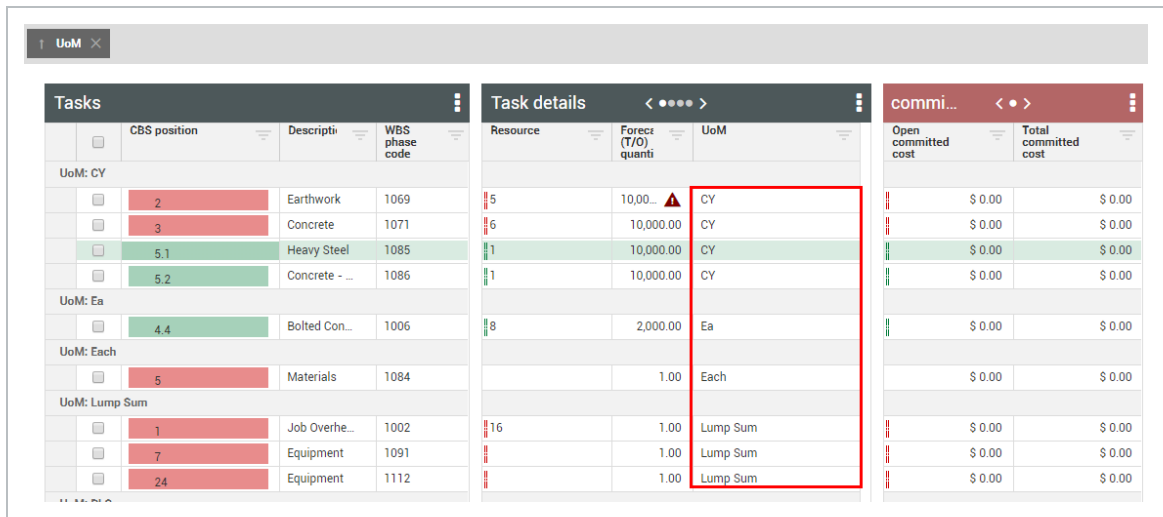 ↑ UoM ×
Tasks Task details commi...
CBS position Descriptio WBS phase code Resource Foreca (T/O) quanti UoM Open committed cost Total committed cost
UoM: CY
2 Earthwork 1069 5 10,00... CY $ 0.00 $ 0.00
3 Concrete 1071 6 10,000.00 CY $ 0.00 $ 0.00
5.1 Heavy Steel 1085 1 10,000.00 CY $ 0.00 $ 0.00
5.2 Concrete - ... 1086 1 10,000.00 CY $ 0.00 $ 0.00
UoM: Ea
4.4 Bolted Con... 1006 8 2,000.00 Ea $ 0.00 $ 0.00
UoM: Each
5 Materials 1084 1.00 Each $ 0.00 $ 0.00
UoM: Lump Sum
1 Job Overhe... 1002 16 1.00 Lump Sum $ 0.00 $ 0.00
7 Equipment 1091 1.00 Lump Sum $ 0.00 $ 0.00
24 Equipment 1112 1.00 Lump Sum $ 0.00 $ 0.00